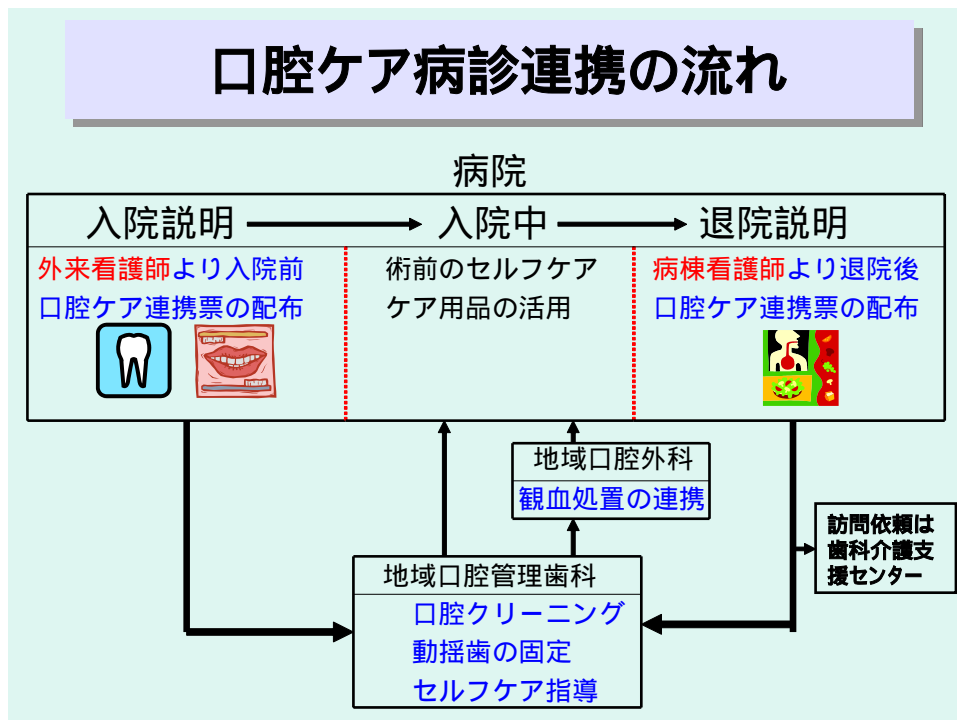 口腔ケア病診連携の流れ
病院
入院説明 入院中 退院説明
外来看護師より入院前
口腔ケア連携票の配布
術前のセルフケア
ケア用品の活用
病棟看護師より退院後
口腔ケア連携票の配布
地域口腔外科
観血処置の連携
訪問依頼は
歯科介護支
援センター
地域口腔管理歯科
口腔クリーニング
動揺歯の固定
セルフケア指導